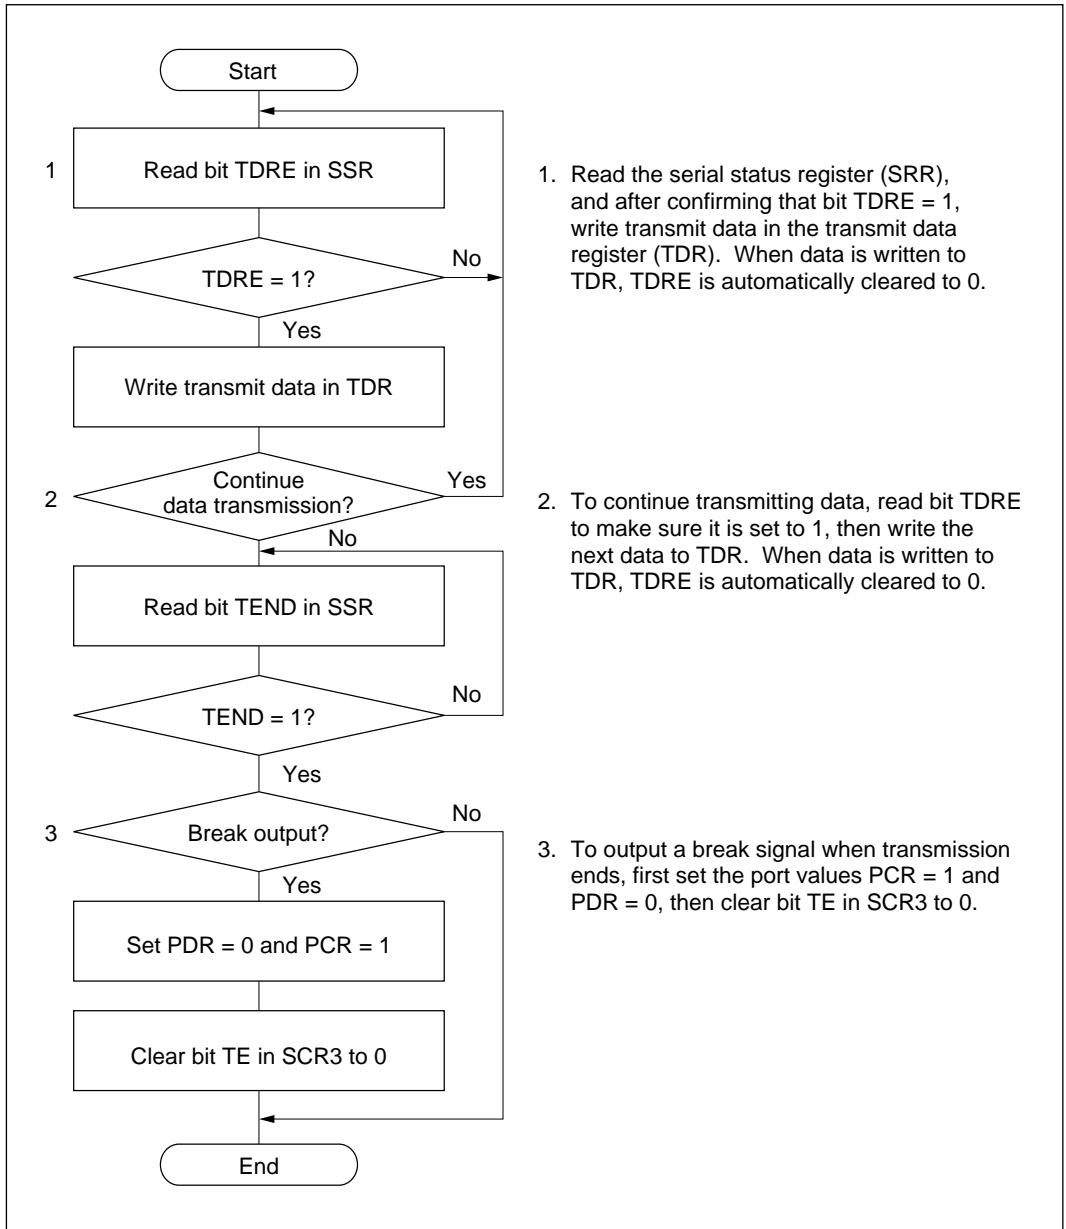 Start
1
Read bit TDRE in SSR
TDRE = 1?
No
Yes
Write transmit data in TDR
2
Continue
data transmission?
Yes
No
Read bit TEND in SSR
TEND = 1?
No
Yes
3
Break output?
No
Yes
Set PDR = 0 and PCR = 1
Clear bit TE in SCR3 to 0
End
1. Read the serial status register (SRR),
and after confirming that bit TDRE = 1,
write transmit data in the transmit data
register (TDR). When data is written to
TDR, TDRE is automatically cleared to 0.
2. To continue transmitting data, read bit TDRE
to make sure it is set to 1, then write the
next data to TDR. When data is written to
TDR, TDRE is automatically cleared to 0.
3. To output a break signal when transmission
ends, first set the port values PCR = 1 and
PDR = 0, then clear bit TE in SCR3 to 0.